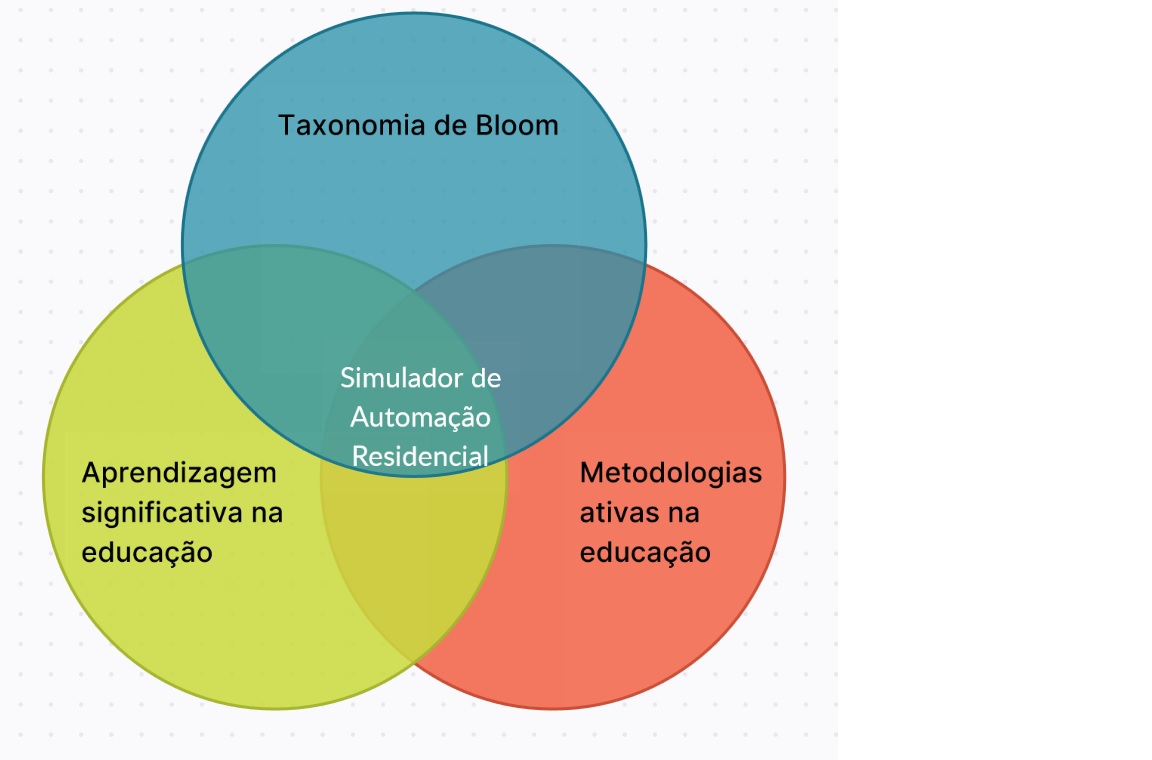 Taxonomia de Bloom
Simulador de
Automação
Residencial
Aprendizagem
significativa na
educação
Metodologias
ativas na
educação